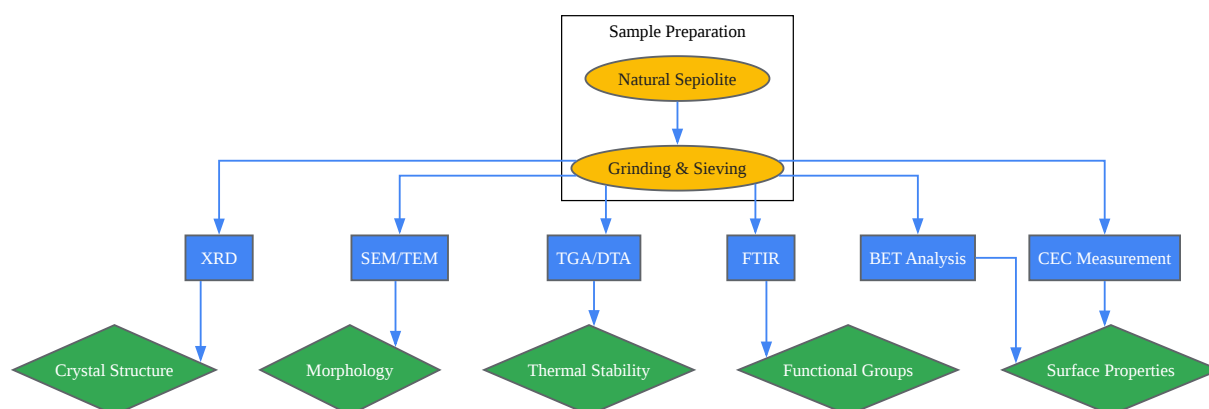 Sample Preparation
Natural Sepiolite
Grinding & Sieving
XRD
SEM/TEM
TGA/DTA
FTIR
BET Analysis
CEC Measurement
Crystal Structure
Morphology
Thermal Stability
Functional Groups
Surface Properties